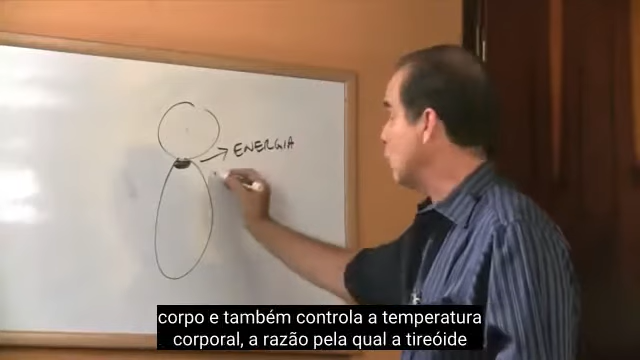 ENERGIA
corpo e também controla a temperatura
corporal, a razão pela qual a tireóide